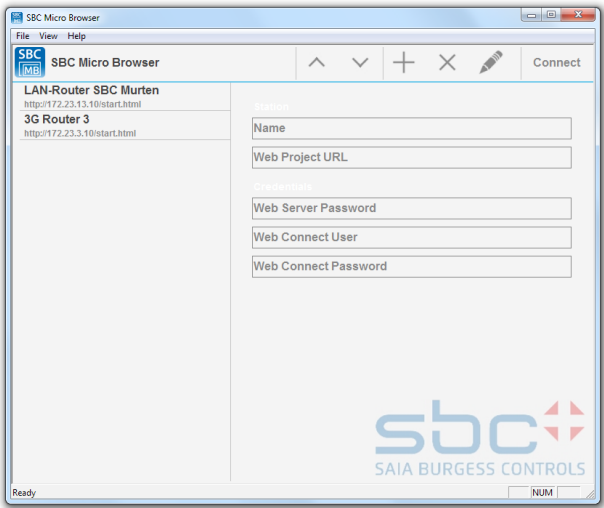 SBC Micro Browser
File View Help
SBC
MB
SBC Micro Browser
Connect
LAN-Router SBC Murten
http://172.23.13.10/start.html
3G Router 3
http://172.23.3.10/start.html
Station
Name
Web Project URL
Credentials
Web Server Password
Web Connect User
Web Connect Password
sbc
SAIA BURGESS CONTROLS
Ready
NUM